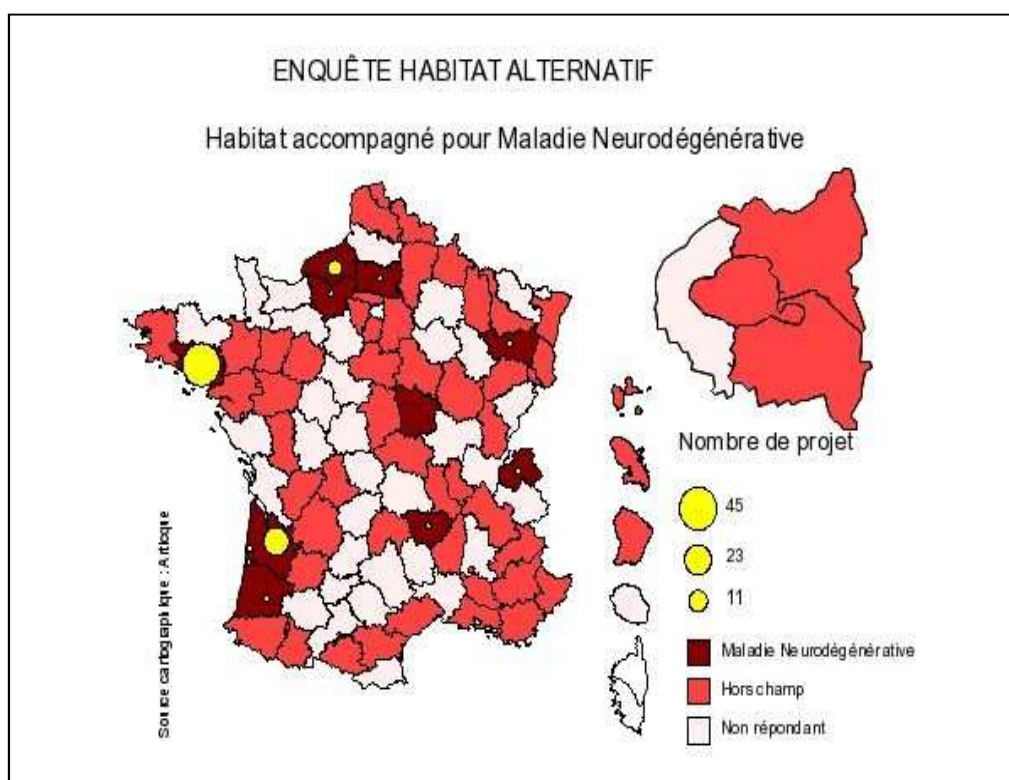 ENQUÊTE HABITAT ALTERNATIF
Habitat accompagné pour Maladie Neurodégénérative
Nombre de projet
45
23
11
Maladie Neurodégénérative
Hors champ
Non répondant
Source cartographique : Articque